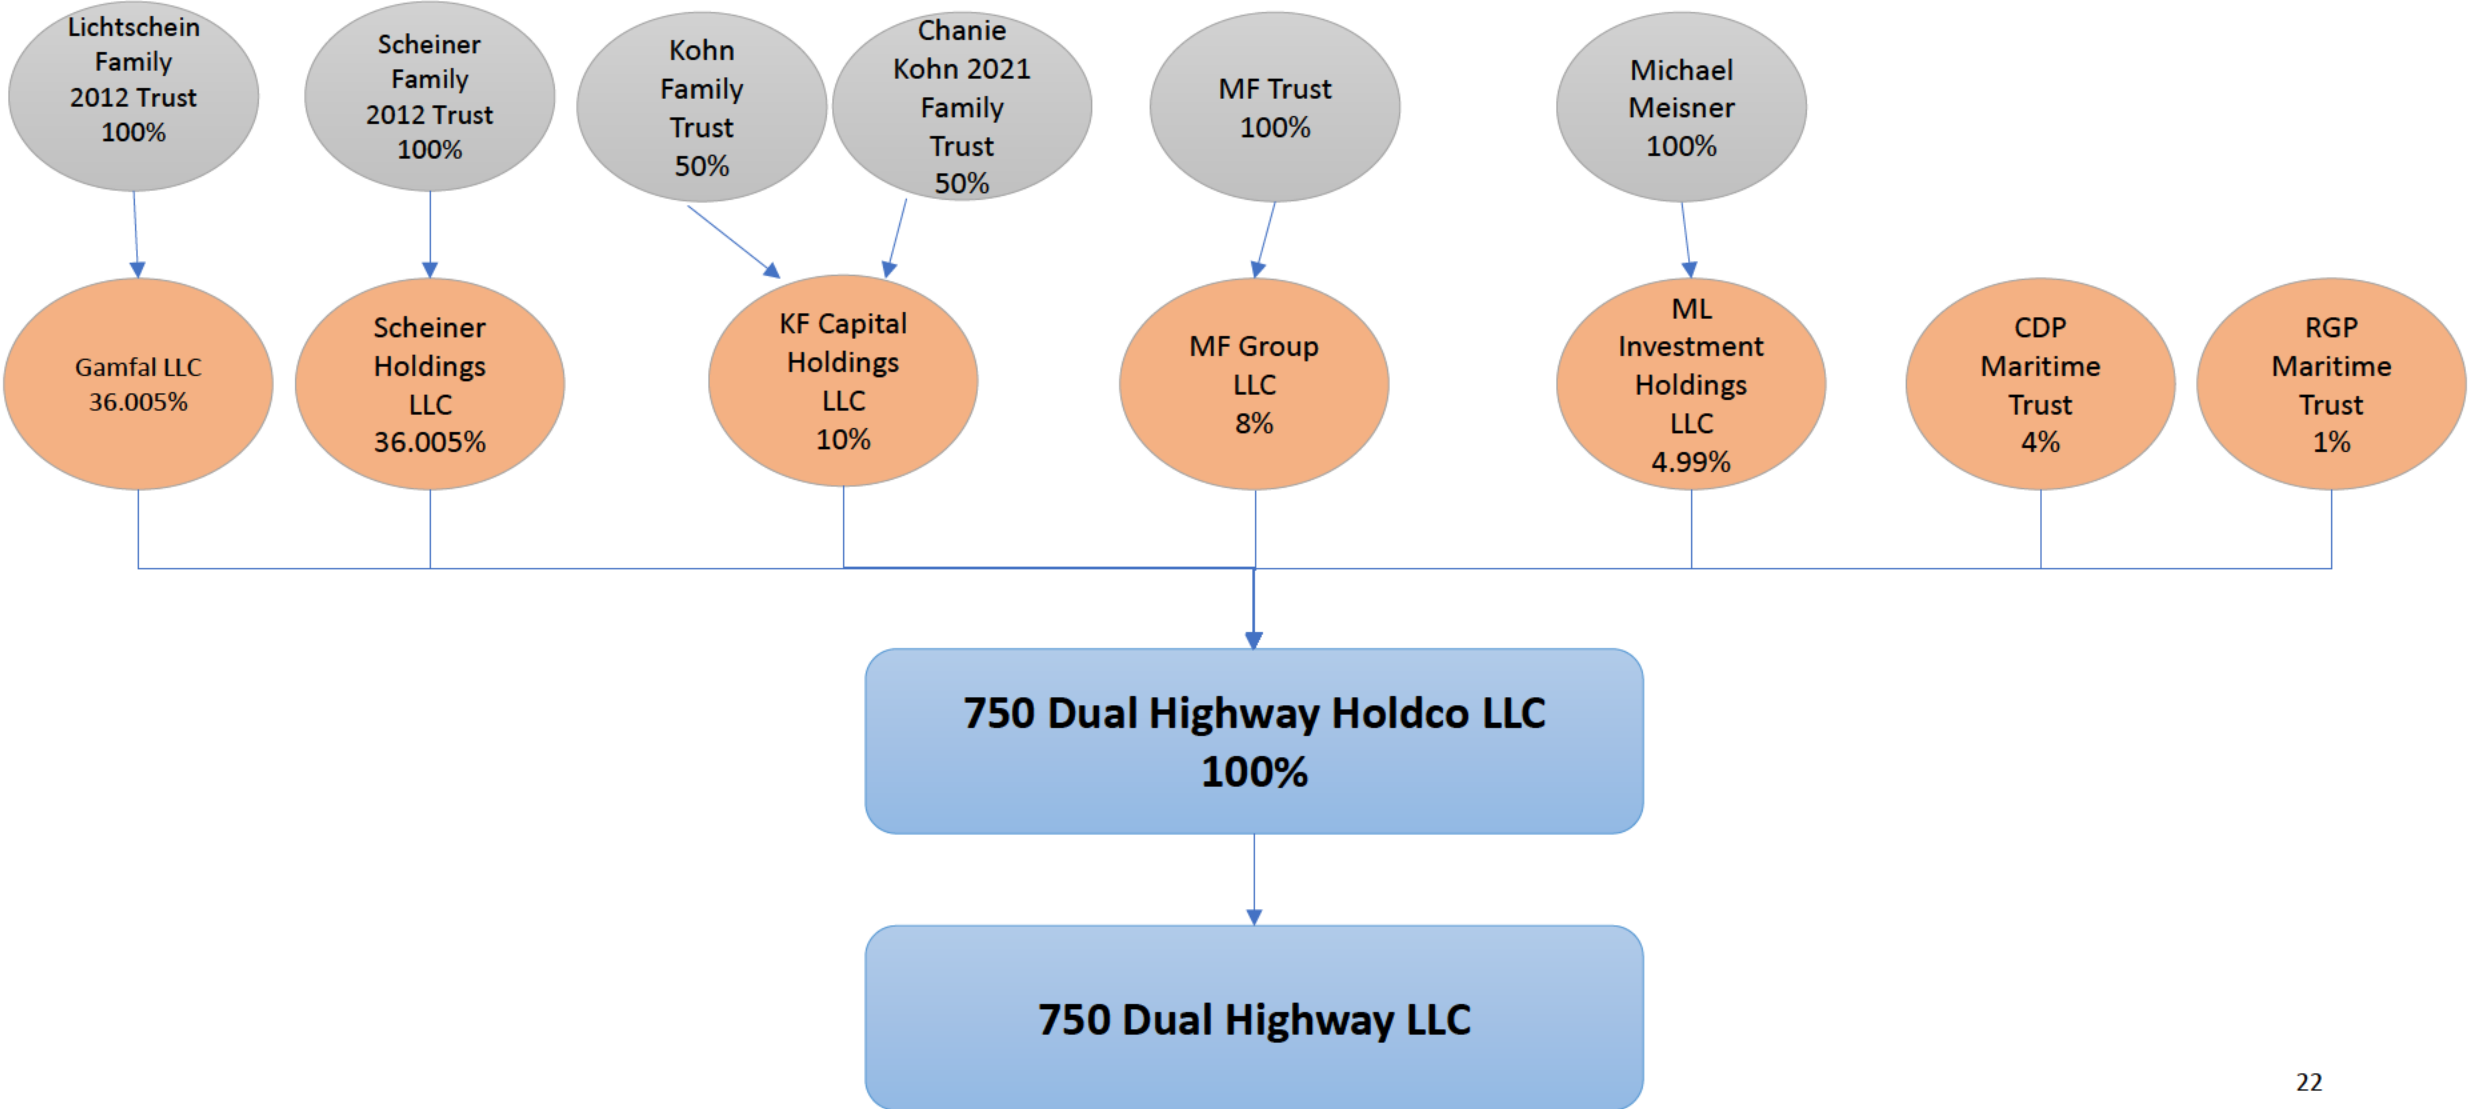 Lichtschein
Family
2012 Trust
100%
Scheiner
Family
2012 Trust
100%
Kohn
Family
Trust
50%
Chanie
Kohn 2021
Family
Trust
50%
MF Trust
100%
Michael
Meisner
100%
Gamfal LLC
36.005%
Scheiner
Holdings
LLC
36.005%
KF Capital
Holdings
LLC
10%
MF Group
LLC
8%
ML
Investment
Holdings
LLC
4.99%
CDP
Maritime
Trust
4%
RGP
Maritime
Trust
1%
750 Dual Highway Holdco LLC
100%
750 Dual Highway LLC
22